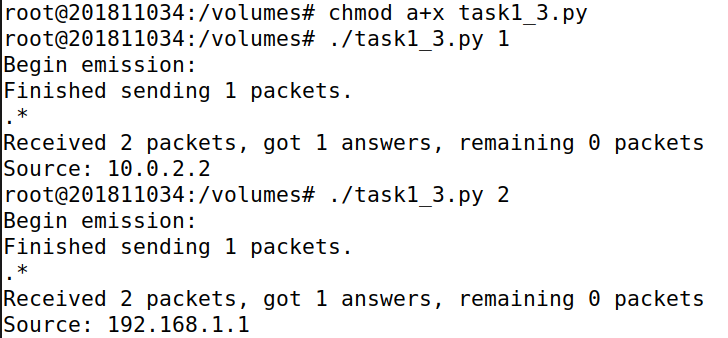 root@201811034:/volumes# chmod a+x task1_3.py
root@201811034:/volumes# ./task1_3.py 1
Begin emission:
Finished sending 1 packets.
.*
Received 2 packets, got 1 answers, remaining 0 packets
Source: 10.0.2.2
root@201811034:/volumes# ./task1_3.py 2
Begin emission:
Finished sending 1 packets.
.*
Received 2 packets, got 1 answers, remaining 0 packets
Source: 192.168.1.1